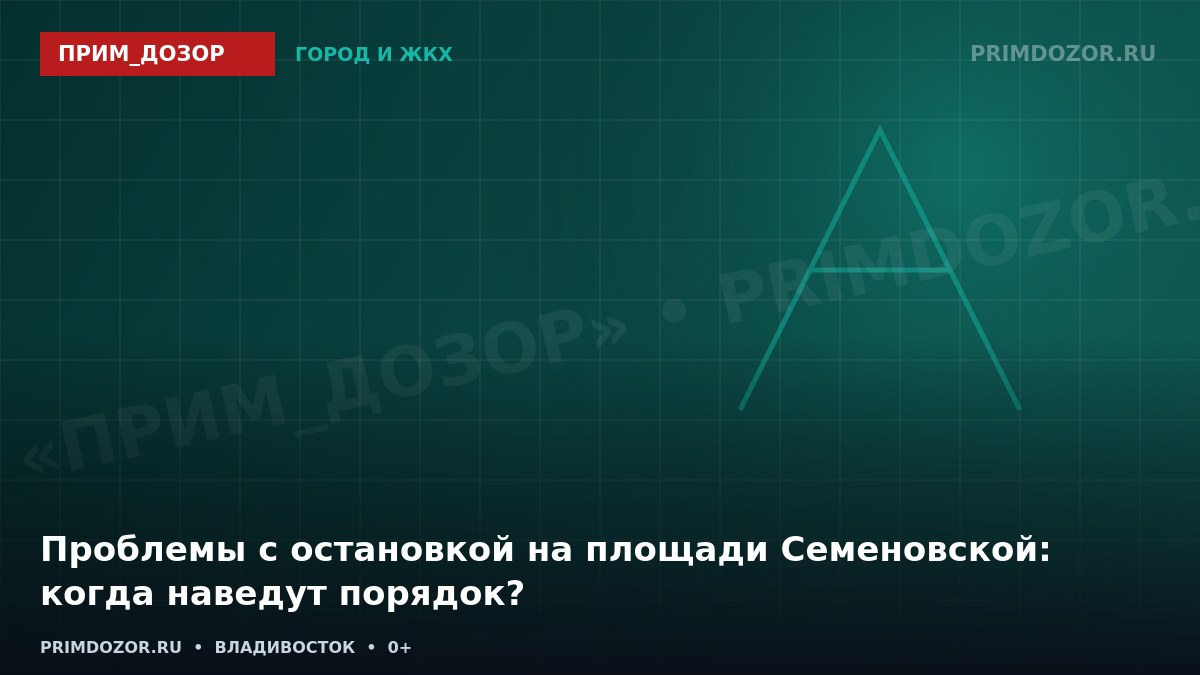 ПРИМ_ДОЗОР
ГОРОД И ЖКХ
PRIMDOZOR.RU
«ПРИМ_ДОЗОР» • PRIMDOZOR.
Проблемы с остановкой на площади Семеновской:
когда наведут порядок?
PRIMDOZOR.RU • ВЛАДИВОСТОК • 0+